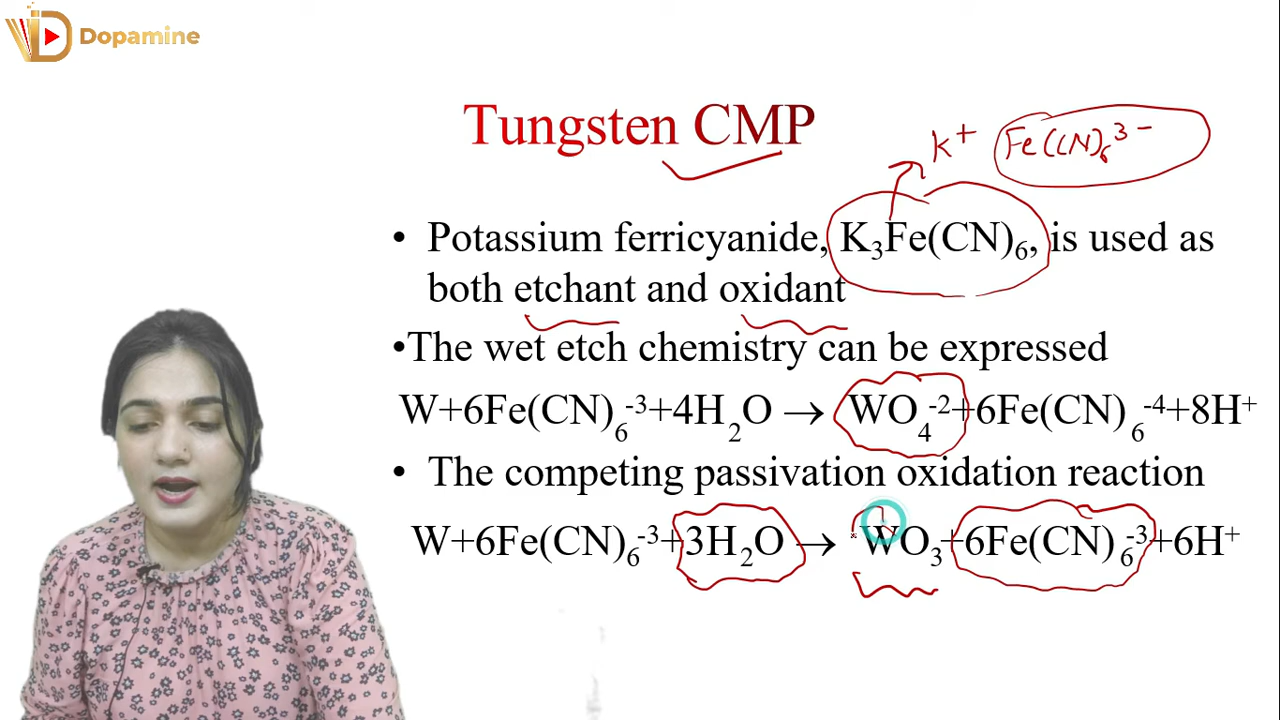 Dopamine
Tungsten CMP
K+ Fe(CN)6 3-
• Potassium ferricyanide, K3Fe(CN)6, is used as
both etchant and oxidant
•The wet etch chemistry can be expressed
W+6Fe(CN)6-3+4H2O → WO4-2+6Fe(CN)6-4+8H+
• The competing passivation oxidation reaction
W+6Fe(CN)6-3+3H2O → WO3+6Fe(CN)6-3+6H+